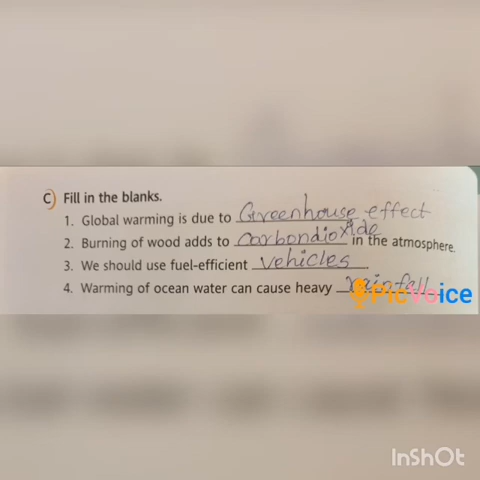 C) Fill in the blanks.
1. Global warming is due to Greenhouse effect
2. Burning of wood adds to carbondioxide in the atmosphere.
3. We should use fuel-efficient vehicles
4. Warming of ocean water can cause heavy rainfall
PicVoice
InShOt